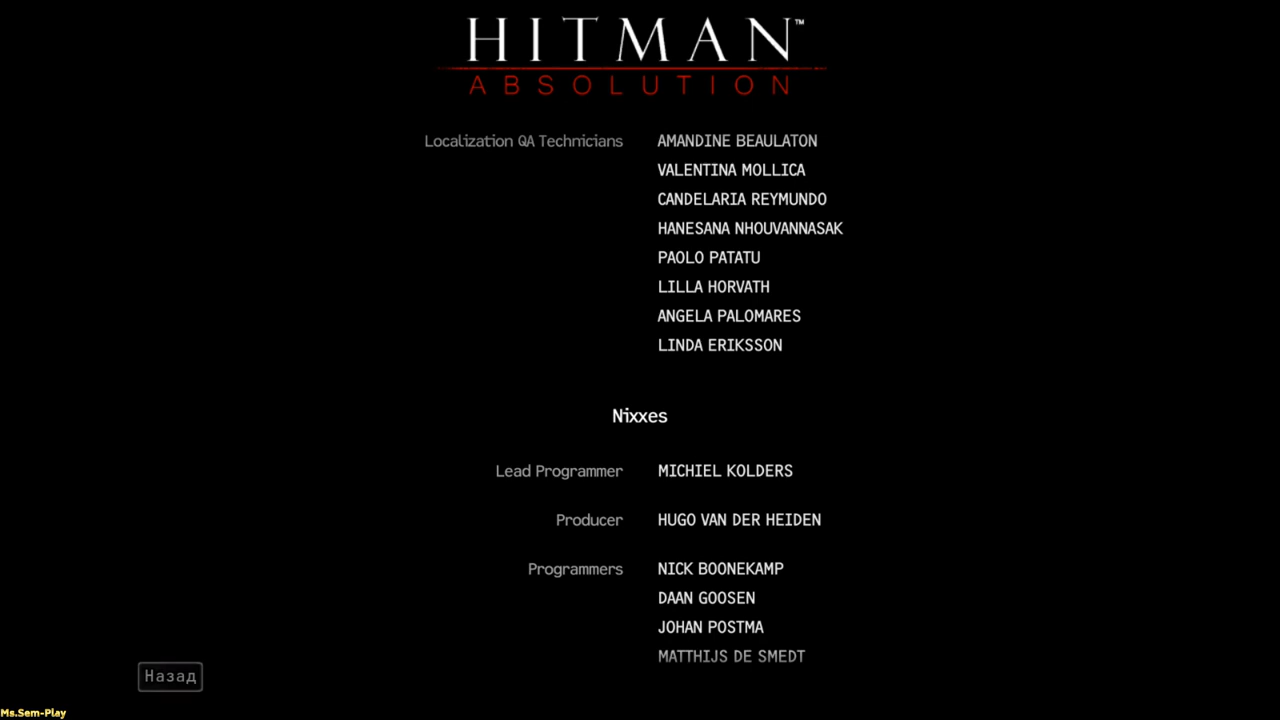 HITMAN™
ABSOLUTION
Localization QA Technicians AMANDINE BEAULATON
VALENTINA MOLLICA
CANDELARIA REYMUNDO
HANESANA NHOUVANNASAK
PAOLO PATATU
LILLA HORVATH
ANGELA PALOMARES
LINDA ERIKSSON
Nixxes
Lead Programmer MICHIEL KOLDERS
Producer HUGO VAN DER HEIDEN
Programmers NICK BOONEKAMP
DAAN GOOSEN
JOHAN POSTMA
MATTHIJS DE SMEDT
Назад
Ms.Sem-Play